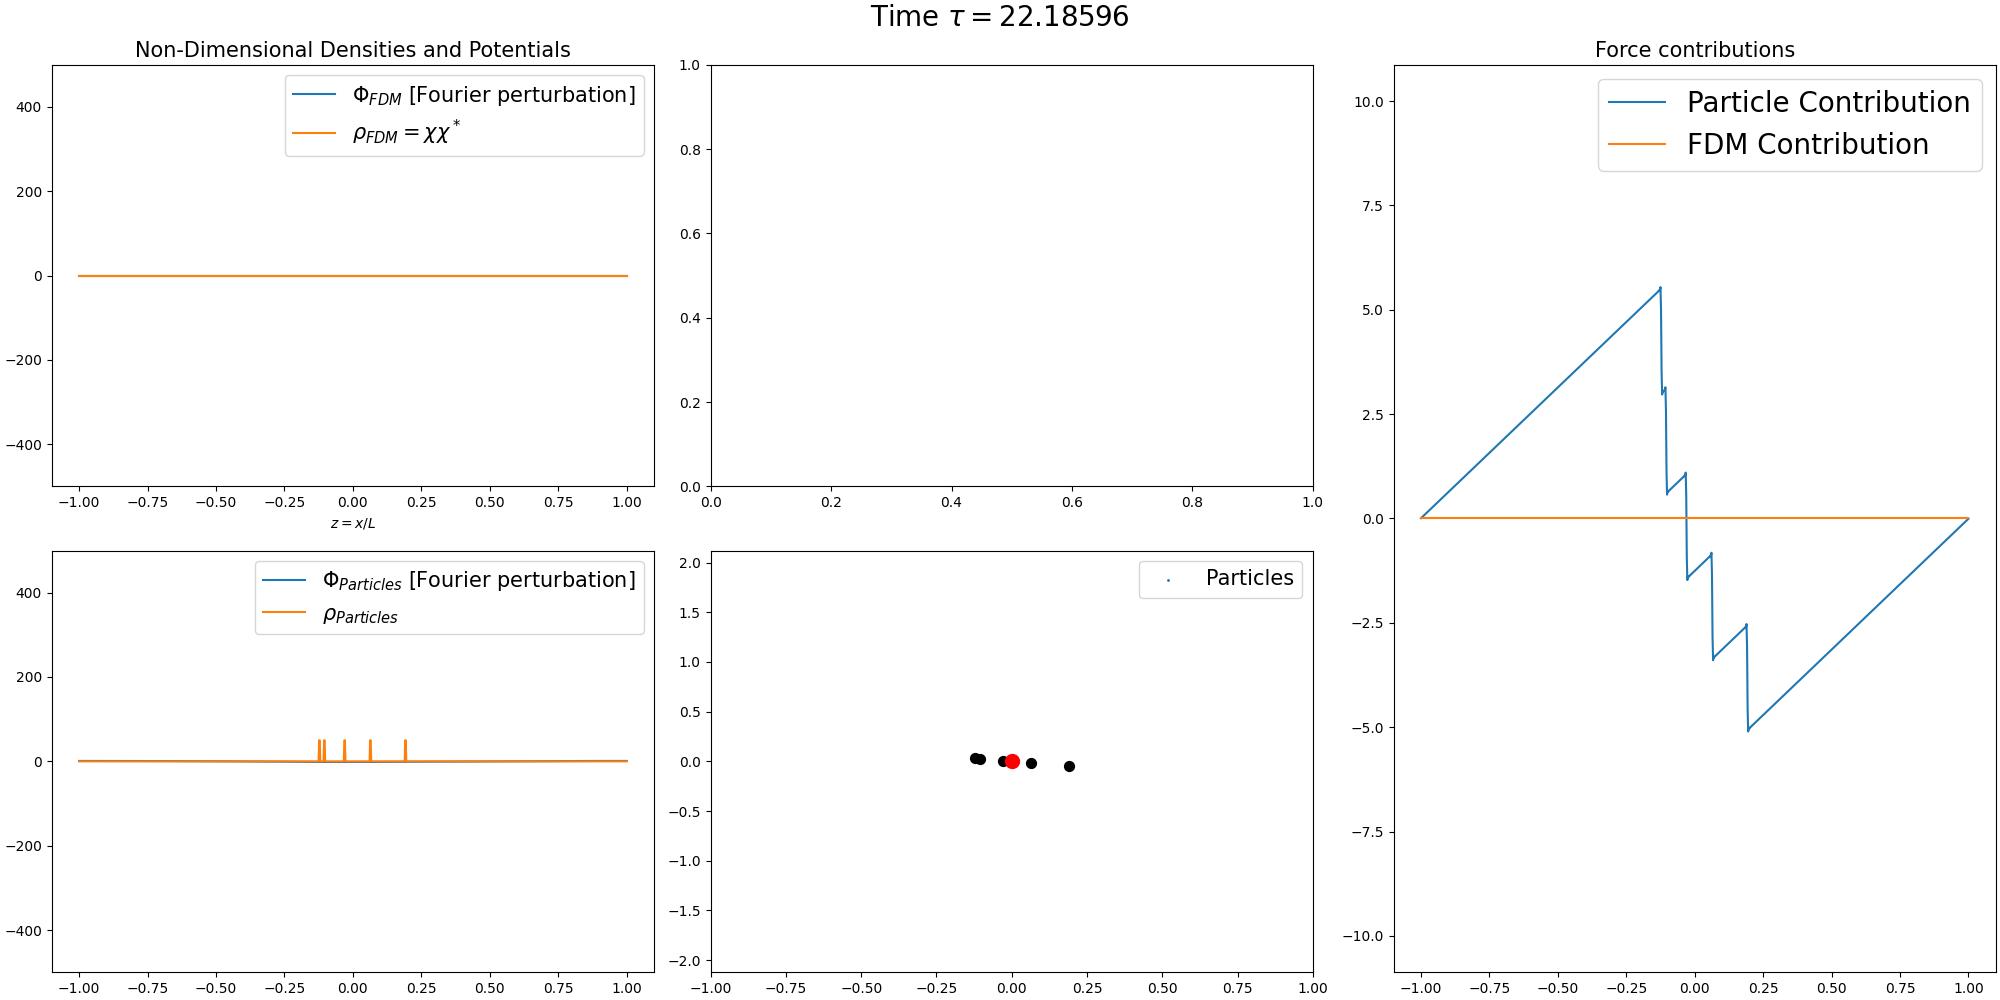 Time τ = 22.18596
Non-Dimensional Densities and Potentials
Φ_FDM [Fourier perturbation]
ρ_FDM = χχ*
400
200
0
−200
−400
−1.00 −0.75 −0.50 −0.25 0.00 0.25 0.50 0.75 1.00
z = x/L
1.0
0.8
0.6
0.4
0.2
0.0
0.0 0.2 0.4 0.6 0.8 1.0
Φ_Particles [Fourier perturbation]
ρ_Particles
400
200
0
−200
−400
−1.00 −0.75 −0.50 −0.25 0.00 0.25 0.50 0.75 1.00
Particles
2.0
1.5
1.0
0.5
0.0
−0.5
−1.0
−1.5
−2.0
−1.00 −0.75 −0.50 −0.25 0.00 0.25 0.50 0.75 1.00
Force contributions
Particle Contribution
FDM Contribution
10.0
7.5
5.0
2.5
0.0
−2.5
−5.0
−7.5
−10.0
−1.00 −0.75 −0.50 −0.25 0.00 0.25 0.50 0.75 1.00